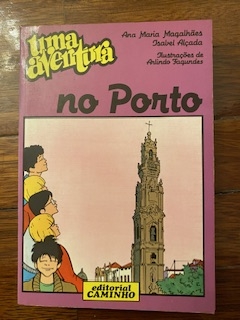 uma
aventura
Ana Maria Magalhães
Isabel Alçada
Ilustrações de
Arlindo Fagundes
no Porto
editorial
CAMINHO